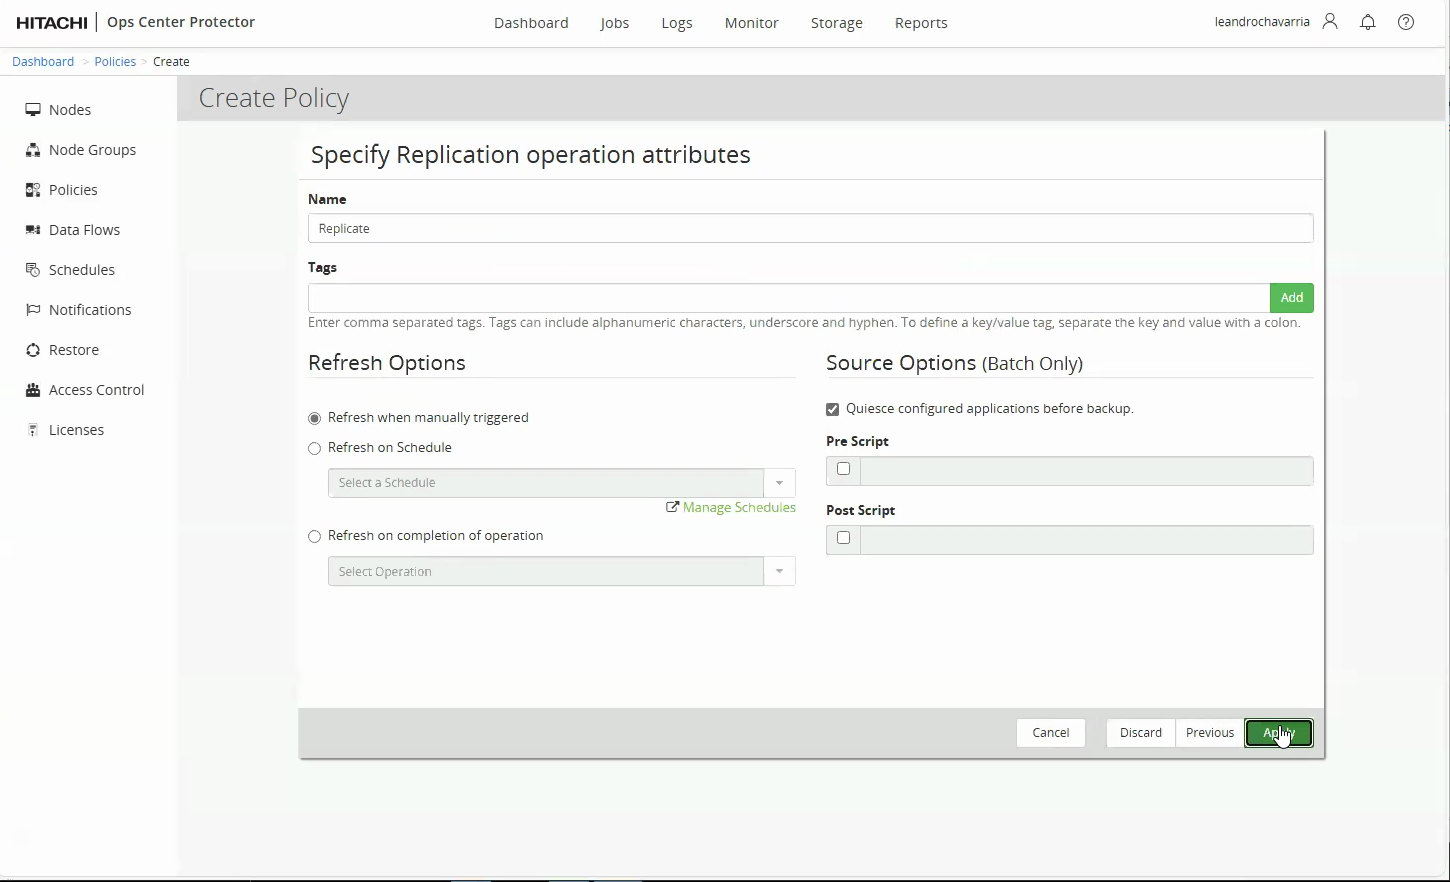 HITACHI | Ops Center Protector
Dashboard Jobs Logs Monitor Storage Reports
leandrochavarria
Dashboard > Policies > Create
Nodes
Node Groups
Policies
Data Flows
Schedules
Notifications
Restore
Access Control
Licenses
Create Policy
Specify Replication operation attributes
Name
Replicate
Tags
Add
Enter comma separated tags. Tags can include alphanumeric characters, underscore and hyphen. To define a key/value tag, separate the key and value with a colon.
Refresh Options
Refresh when manually triggered
Refresh on Schedule
Select a Schedule
Manage Schedules
Refresh on completion of operation
Select Operation
Source Options (Batch Only)
Quiesce configured applications before backup.
Pre Script
Post Script
Cancel Discard Previous Apply